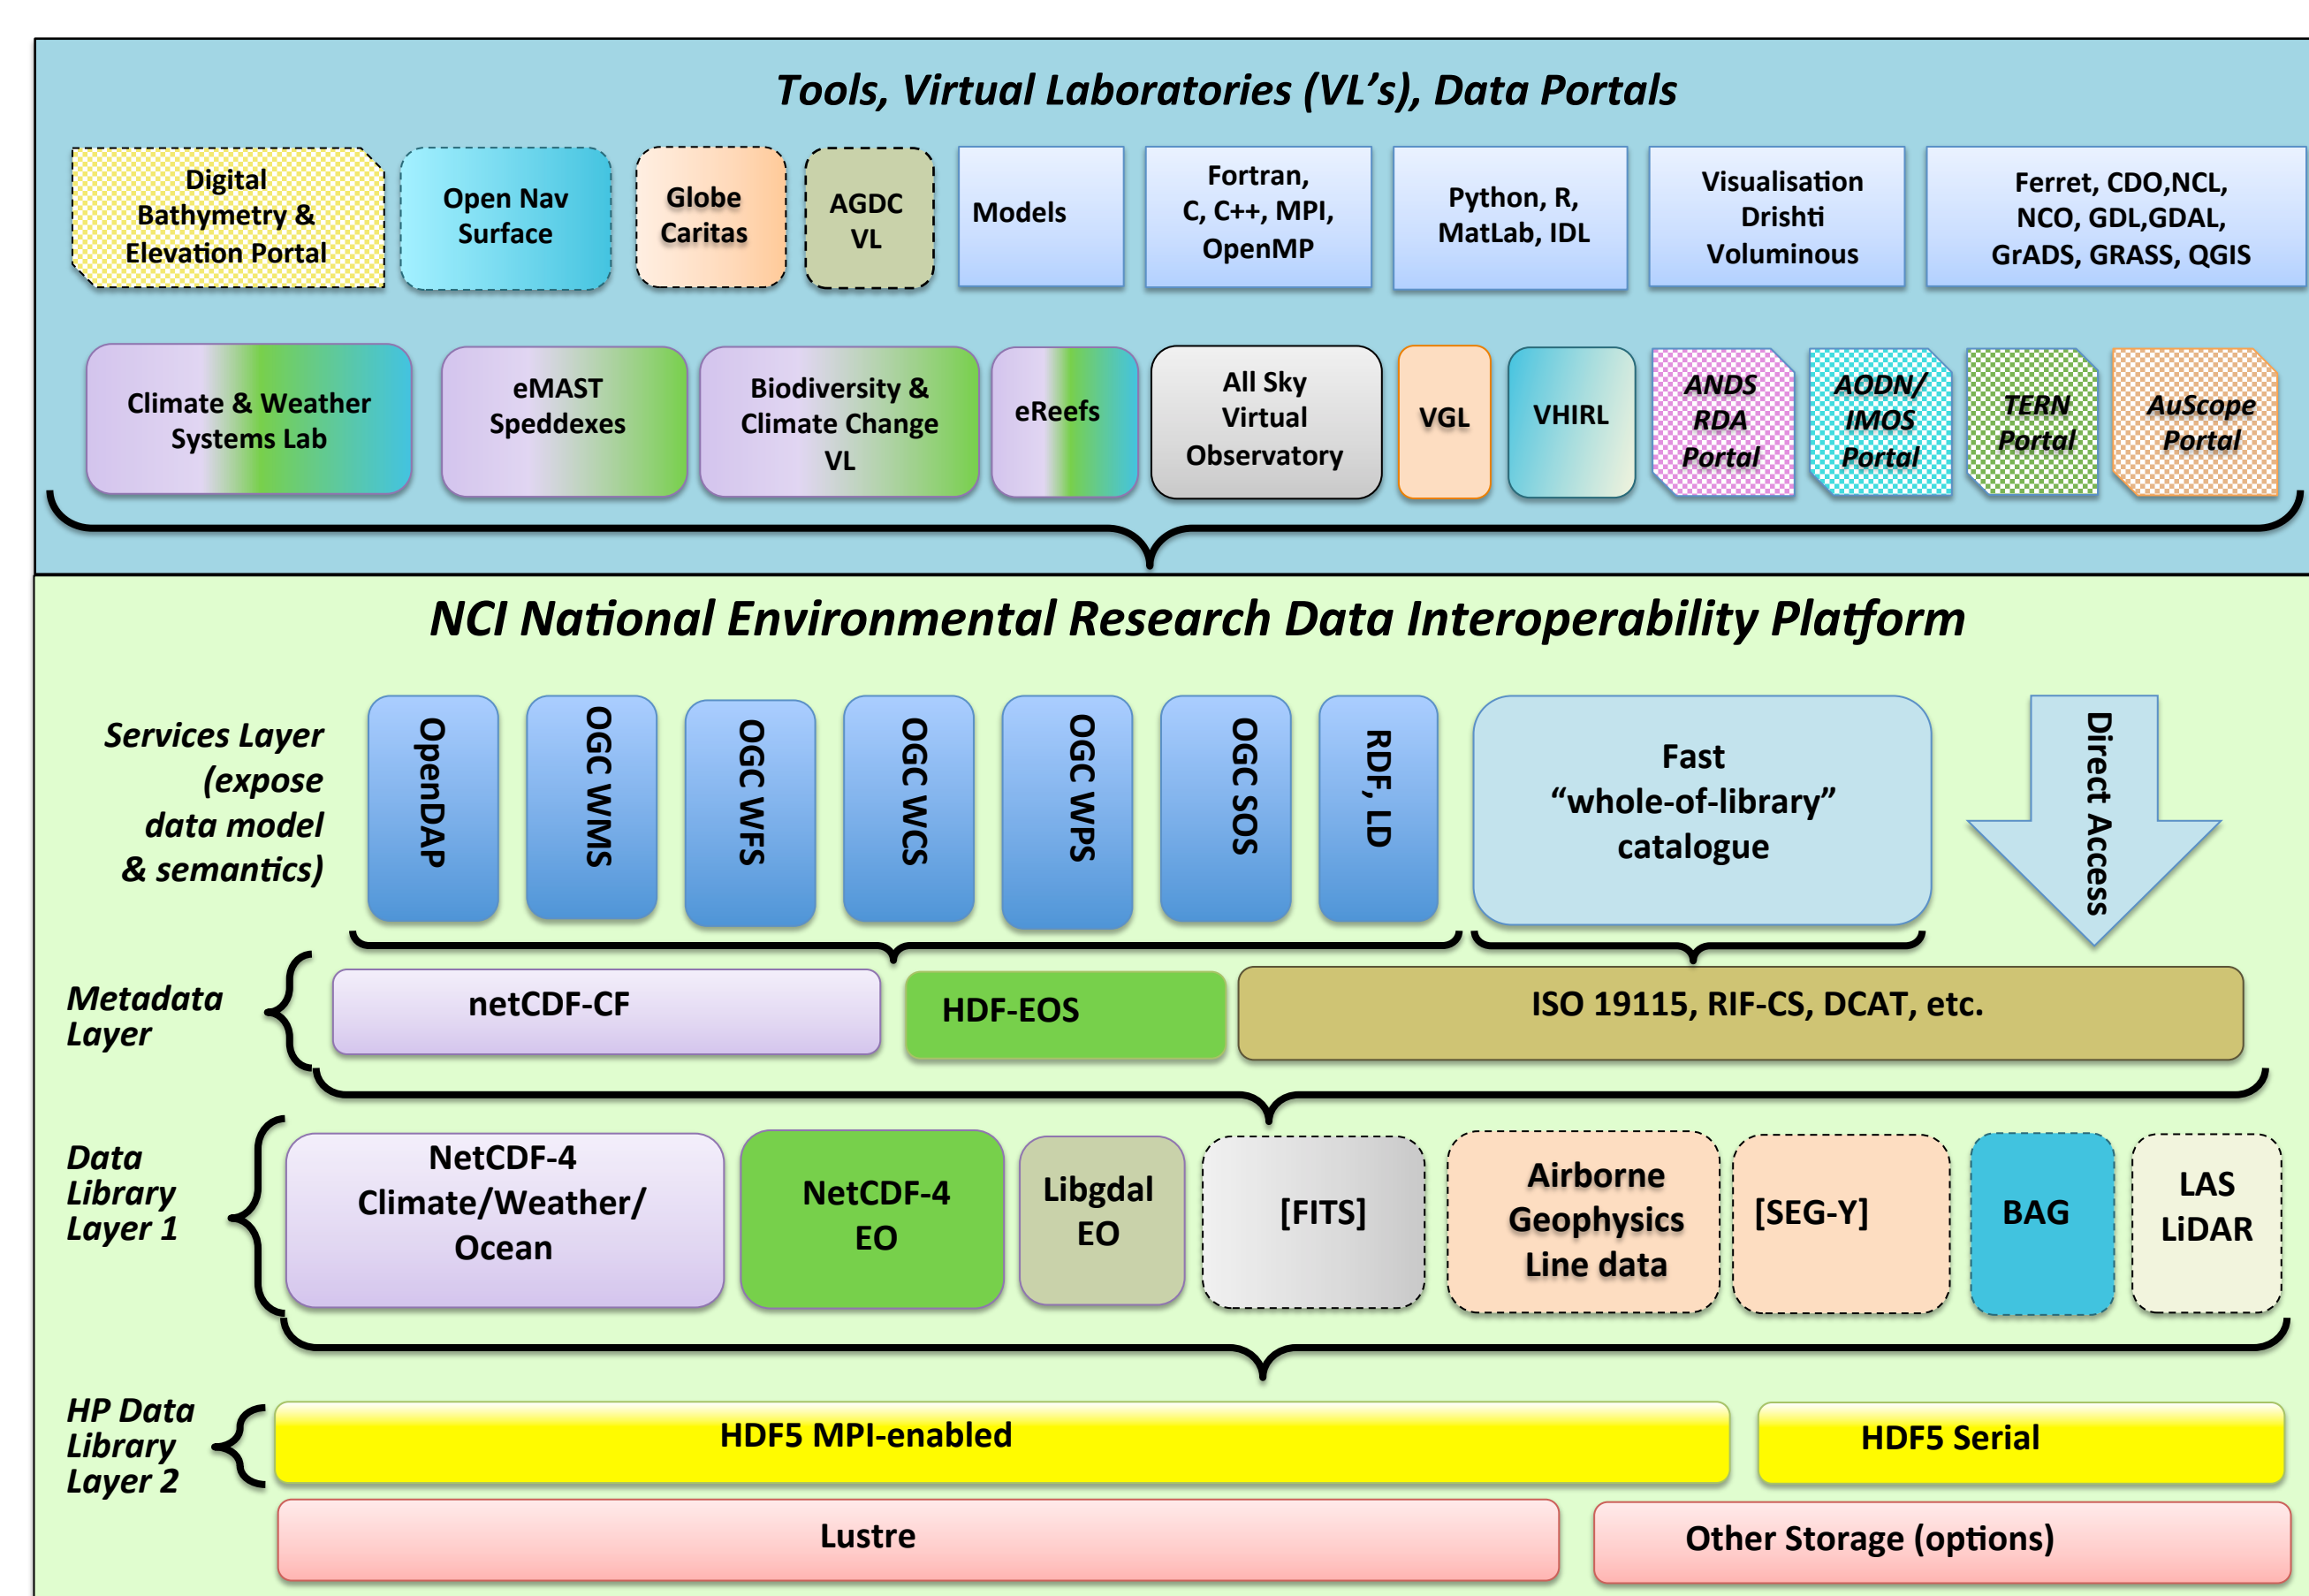 Tools, Virtual Laboratories (VL's), Data Portals
Digital
Bathymetry &
Elevation Portal
Open Nav
Surface
Globe
Caritas
AGDC
VL
Models
Fortran,
C, C++, MPI,
OpenMP
Python, R,
MatLab, IDL
Visualisation
Drishti
Voluminous
Ferret, CDO,NCL,
NCO, GDL,GDAL,
GrADS, GRASS, QGIS
Climate & Weather
Systems Lab
eMAST
Speddexes
Biodiversity &
Climate Change
VL
eReefs
All Sky
Virtual
Observatory
VGL
VHIRL
ANDS
RDA
Portal
AODN/
IMOS
Portal
TERN
Portal
AuScope
Portal
NCI National Environmental Research Data Interoperability Platform
Services Layer
(expose
data model
& semantics)
OpenDAP
OGC WMS
OGC WFS
OGC WCS
OGC WPS
OGC SOS
RDF, LD
Fast
“whole-of-library”
catalogue
Direct Access
Metadata
Layer
netCDF-CF
HDF-EOS
ISO 19115, RIF-CS, DCAT, etc.
Data
Library
Layer 1
NetCDF-4
Climate/Weather/
Ocean
NetCDF-4
EO
Libgdal
EO
[FITS]
Airborne
Geophysics
Line data
[SEG-Y]
BAG
LAS
LiDAR
HP Data
Library
Layer 2
HDF5 MPI-enabled
HDF5 Serial
Lustre
Other Storage (options)